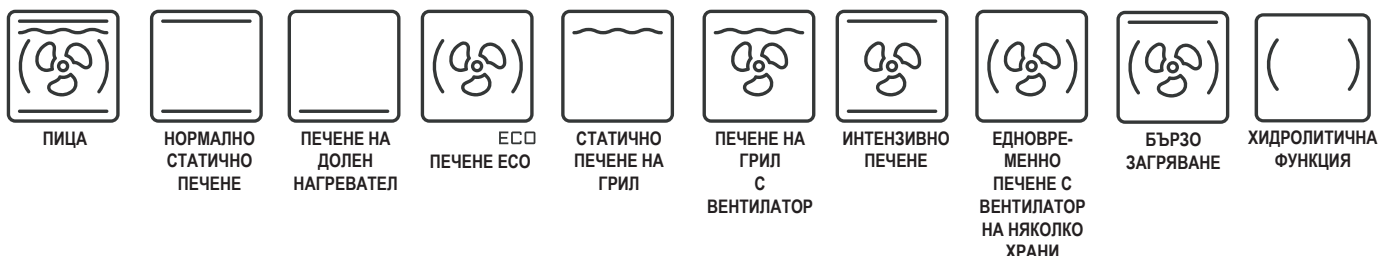 ПИЦА
НОРМАЛНО
СТАТИЧНО
ПЕЧЕНЕ
ПЕЧЕНЕ НА
ДОЛЕН
НАГРЕВАТЕЛ
ECO
ПЕЧЕНЕ ECO
СТАТИЧНО
ПЕЧЕНЕ НА
ГРИЛ
ПЕЧЕНЕ НА
ГРИЛ
С
ВЕНТИЛАТОР
ИНТЕНЗИВНО
ПЕЧЕНЕ
ЕДНОВРЕ-
МЕННО
ПЕЧЕНЕ С
ВЕНТИЛАТОР
НА НЯКОЛКО
ХРАНИ
БЪРЗО
ЗАГРЯВАНЕ
ХИДРОЛИТИЧНА
ФУНКЦИЯ